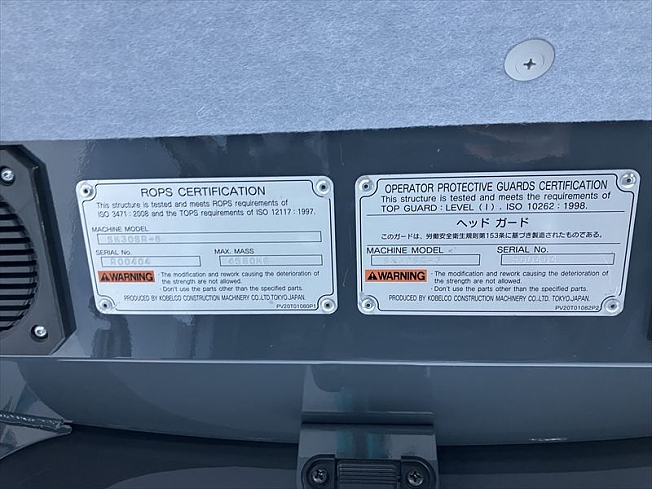 ROPS CERTIFICATION
This structure is tested and meets ROPS requirements of
ISO 3471 : 2008 and the TOPS requirements of ISO 12117 : 1997.
MACHINE MODEL
SERIAL No. MAX. MASS
R00404
WARNING
· The modification and rework causing the deterioration of
the strength are not allowed.
· Don't use the parts other than the specified parts.
PRODUCED BY KOBELCO CONSTRUCTION MACHINERY CO.,LTD.TOKYO.JAPAN.
PV20T01080P1
OPERATOR PROTECTIVE GUARDS CERTIFICATION
This structure is tested and meets the requirements of
TOP GUARD : LEVEL ( I ) , ISO 10262 : 1998.
ヘッド ガード
このガードは、労働安全衛生規則第153条に基づきあつらえたものである。
MACHINE MODEL SERIAL No.
WARNING
· The modification and rework causing the deterioration of
the strength are not allowed.
· Don't use the parts other than the specified parts.
PRODUCED BY KOBELCO CONSTRUCTION MACHINERY CO.,LTD.TOKYO.JAPAN.
PV20T01082P2